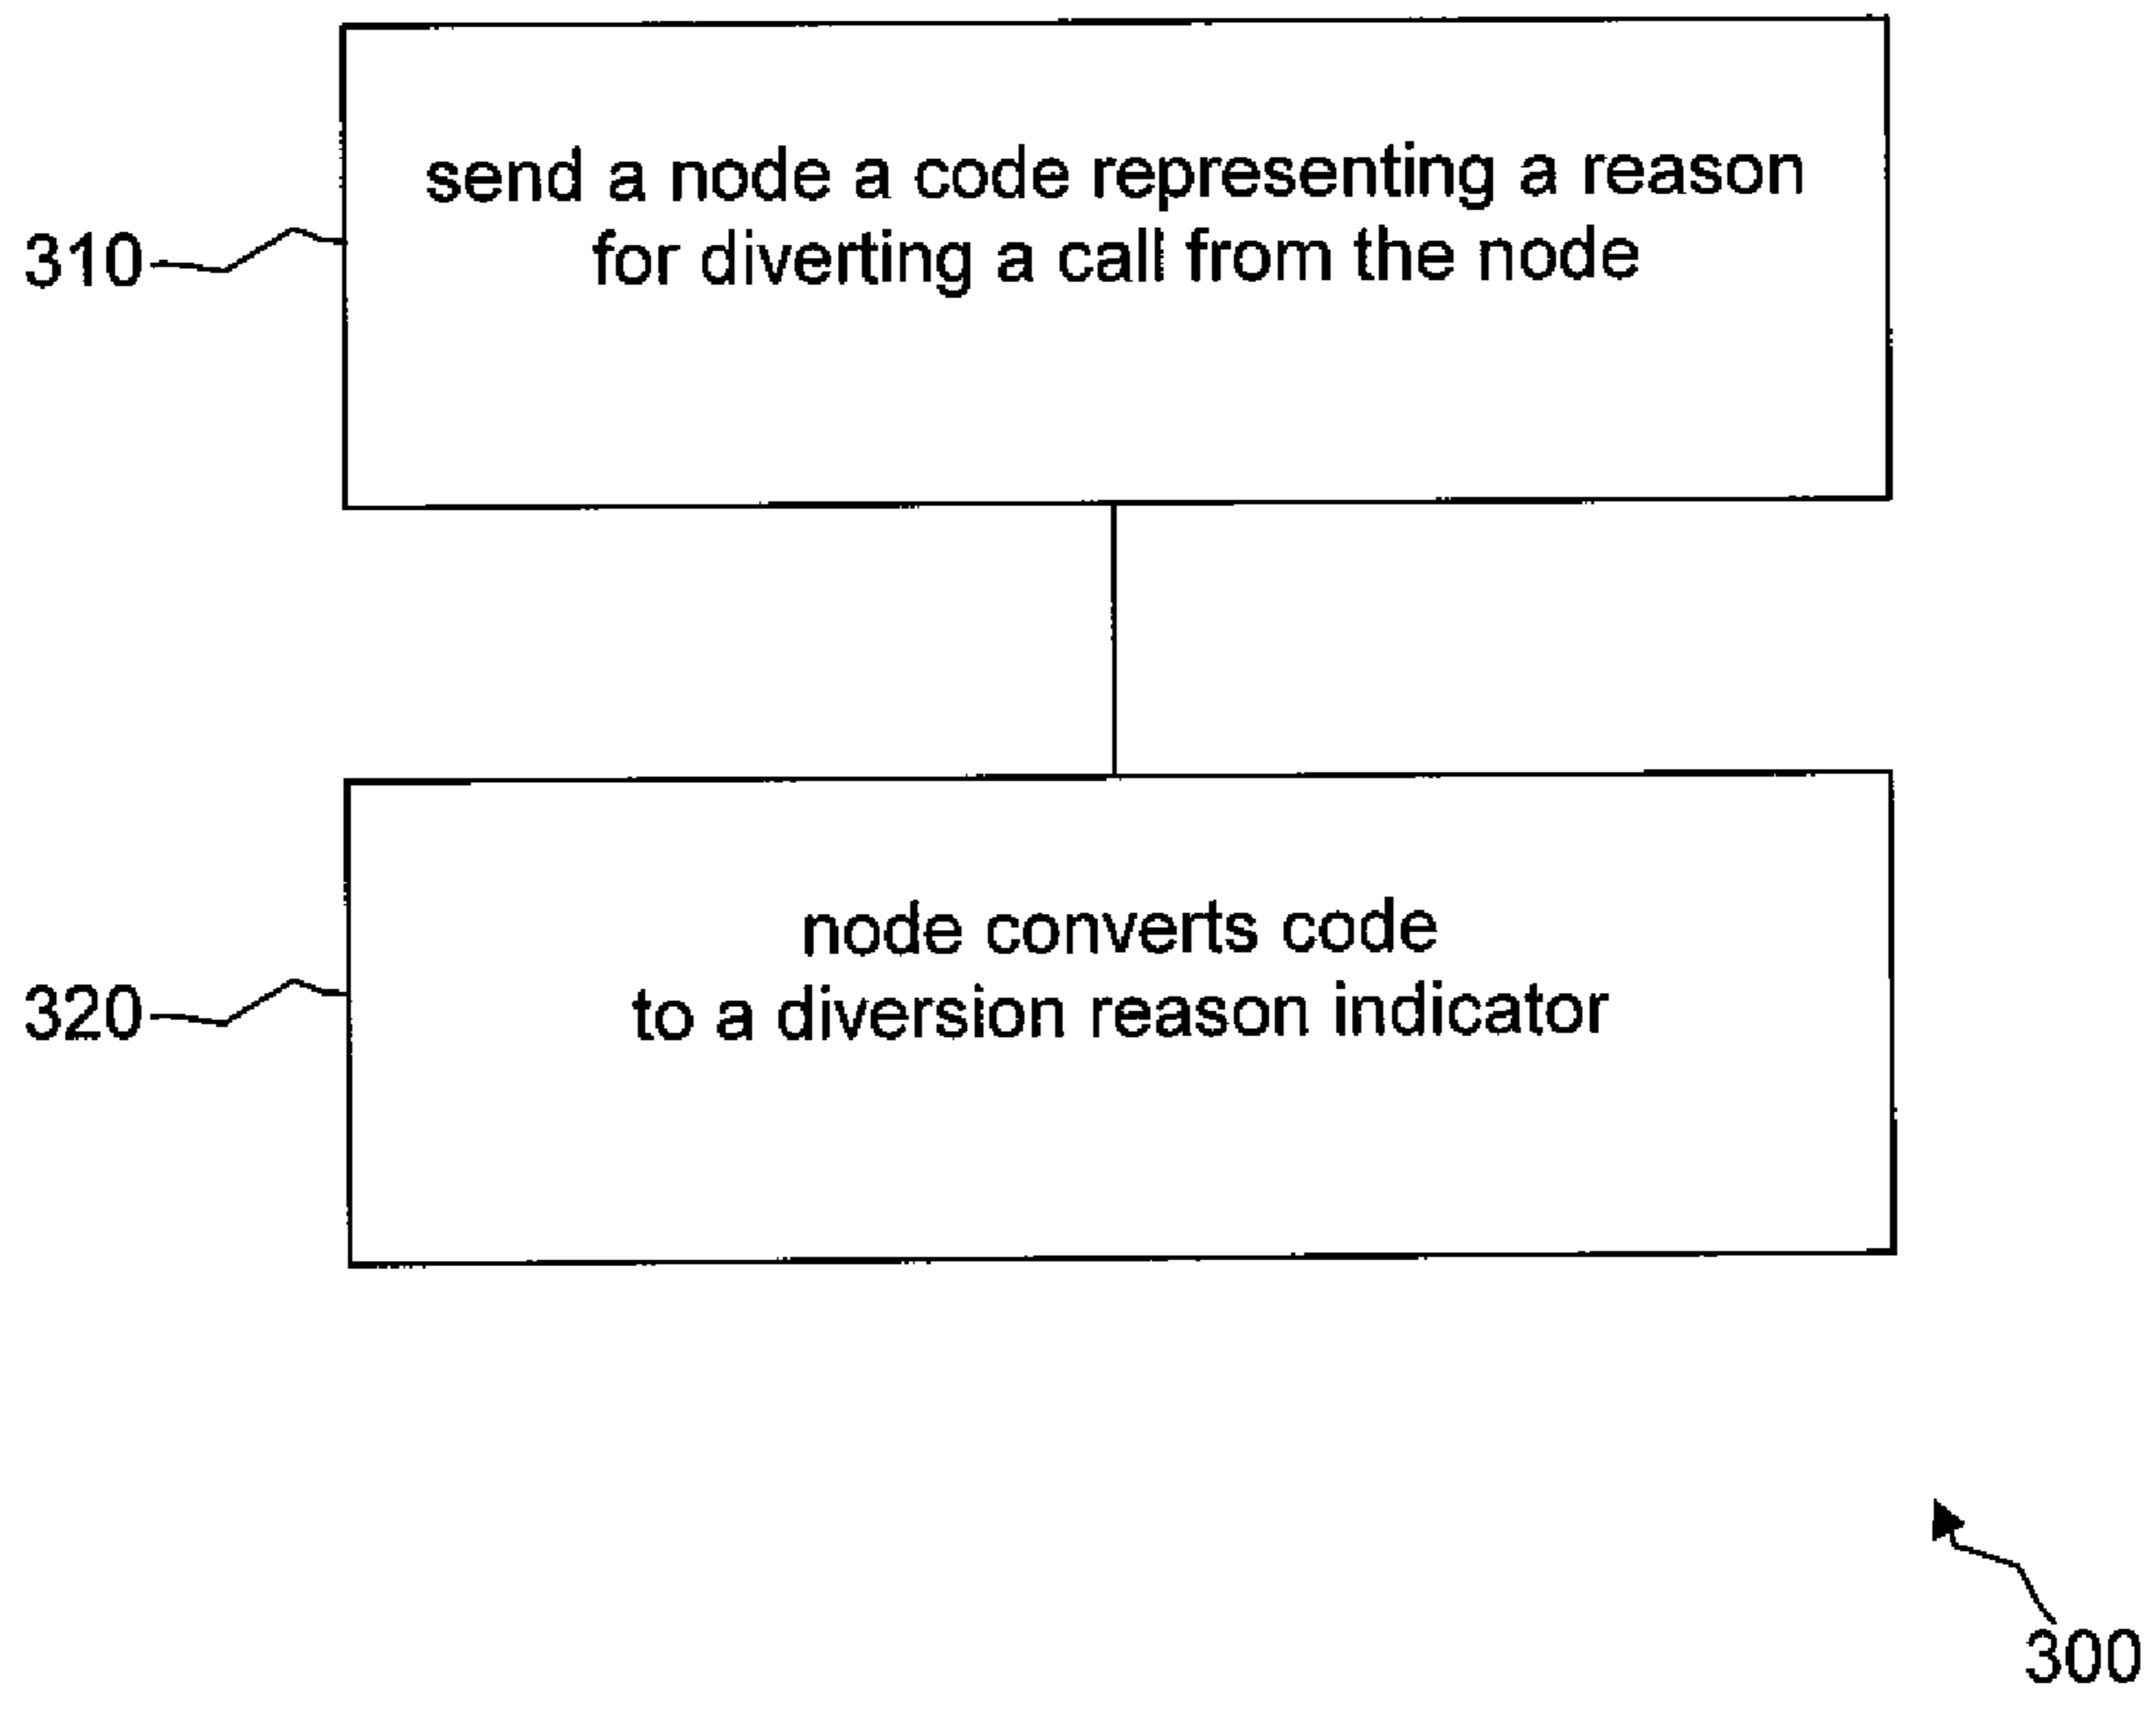 send a node a code representing a reason
for diverting a call from the node
310
node converts code
to a diversion reason indicator
320
300